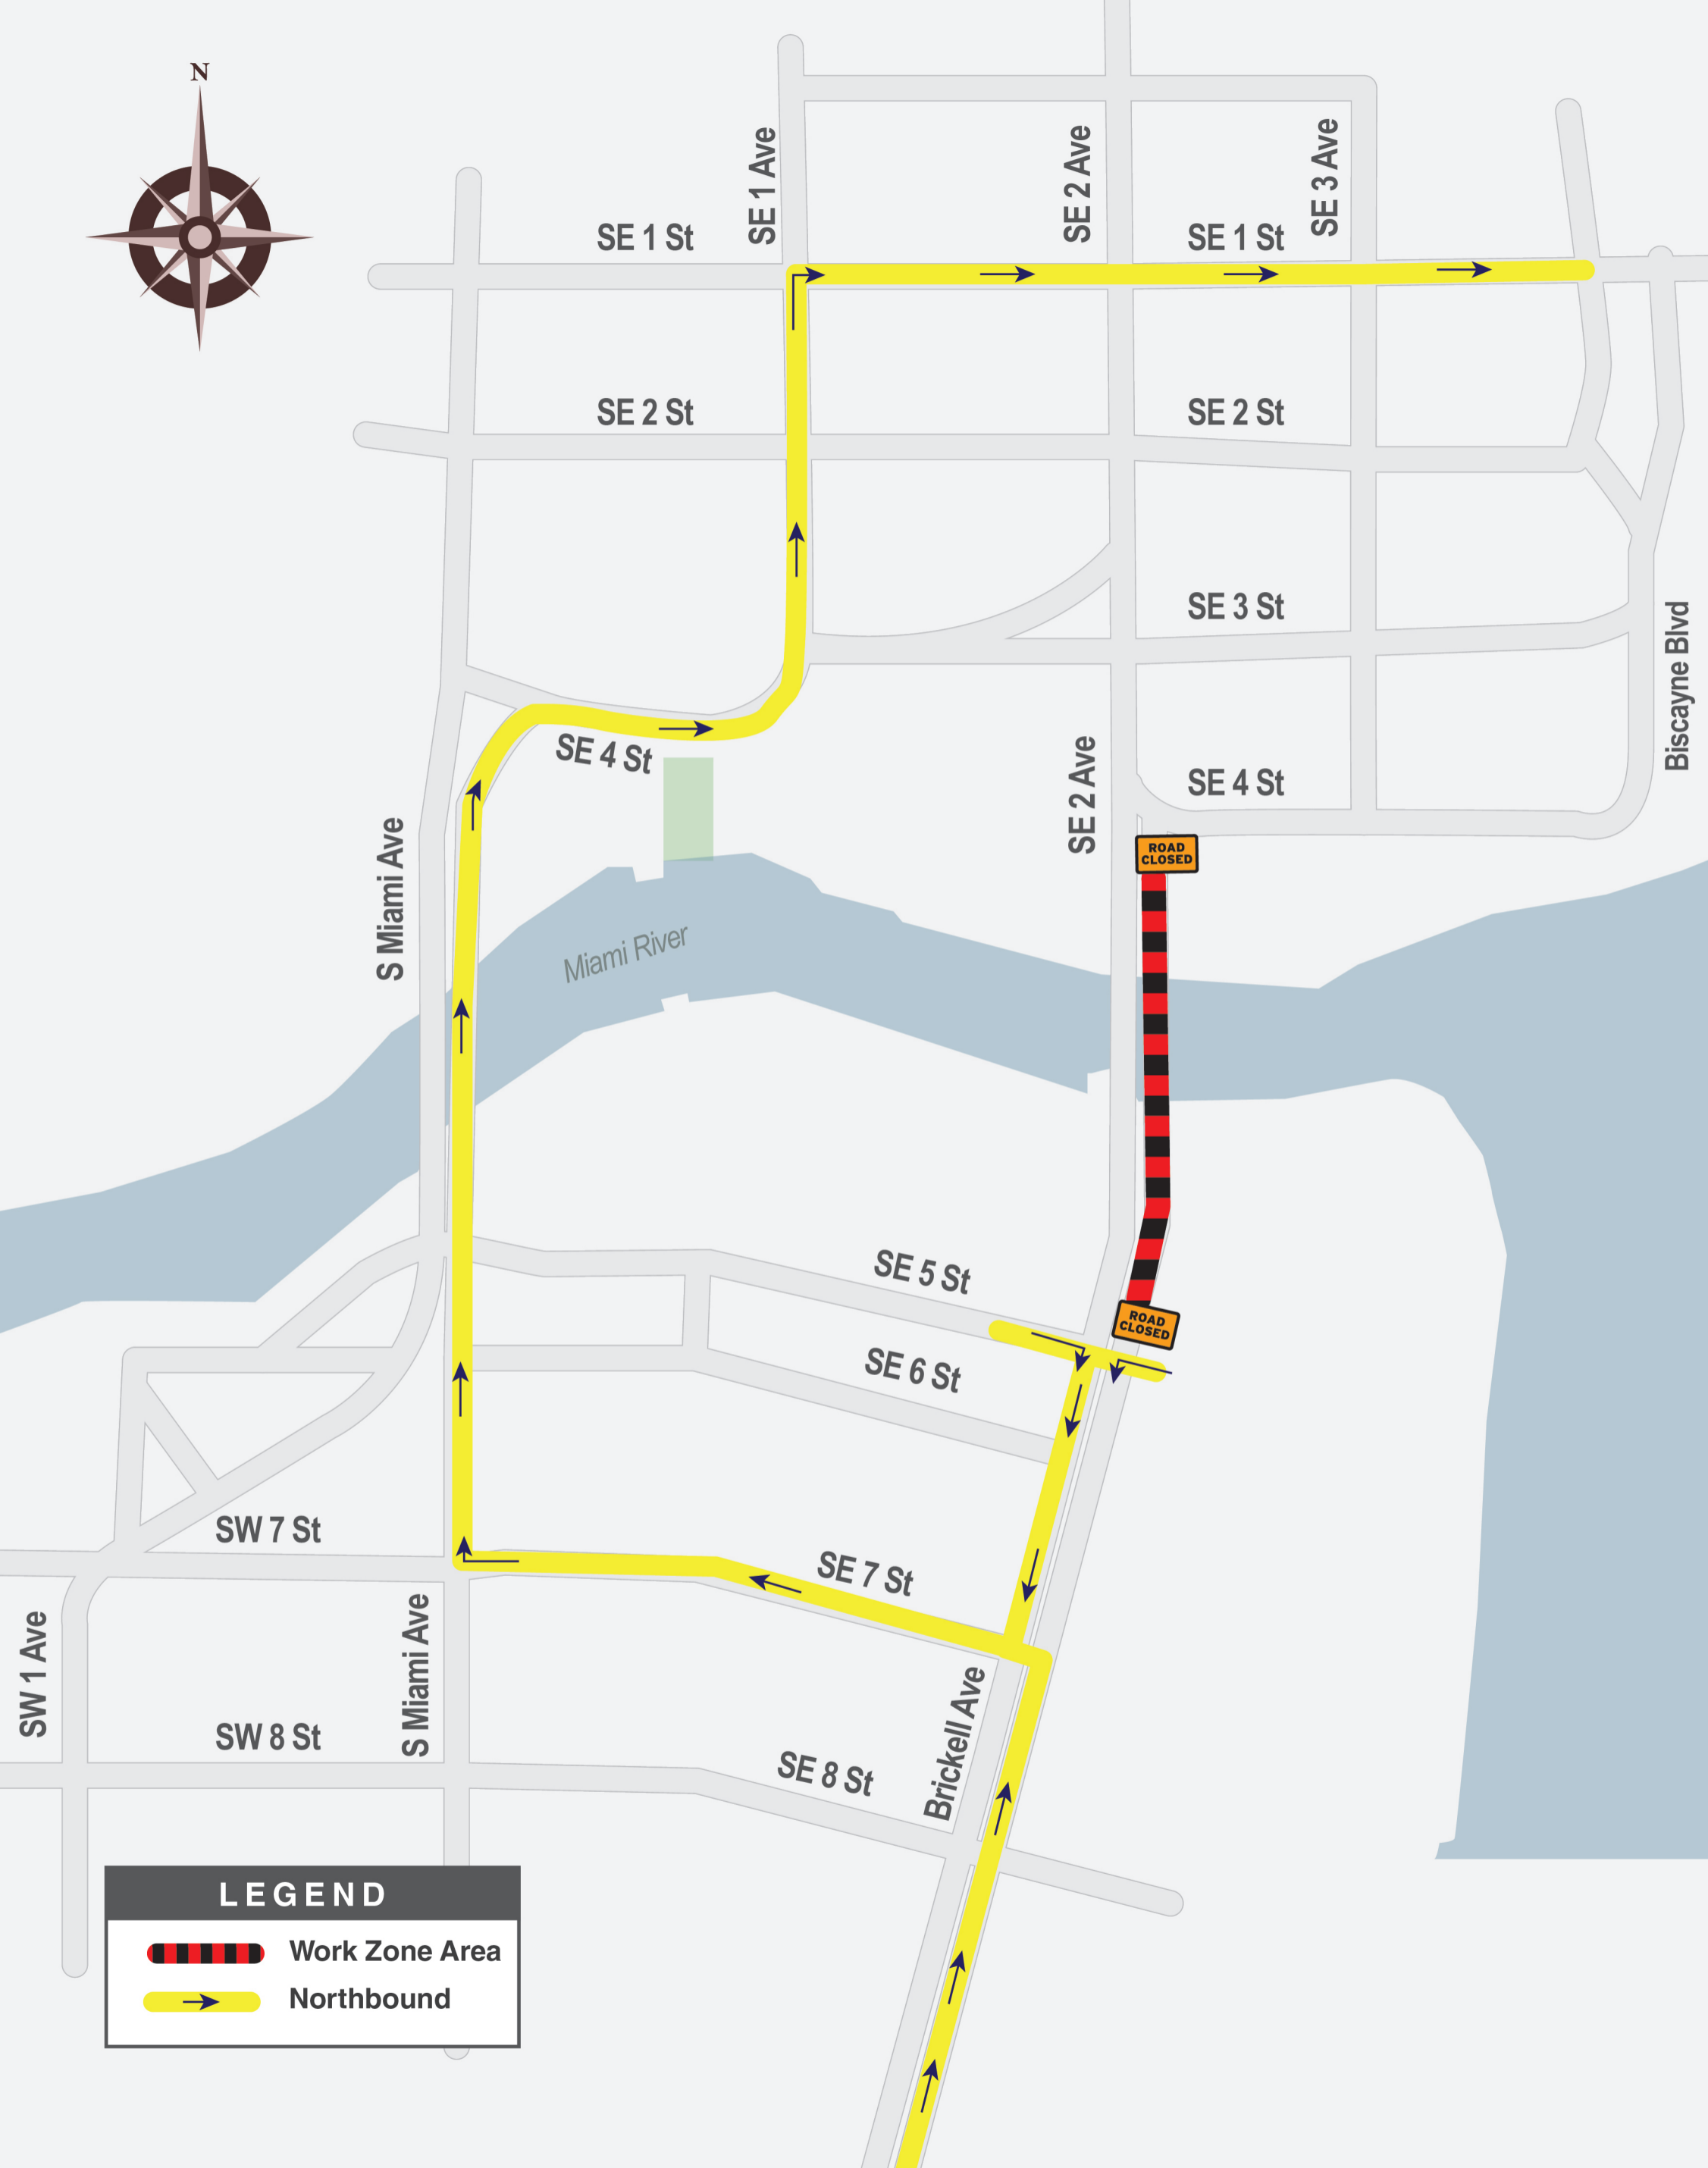 N
SE 1 Ave
SE 2 Ave
SE 3 Ave
SE 1 St
SE 1 St
SE 2 St
SE 2 St
SE 3 St
Biscayne Blvd
SE 4 St
SE 2 Ave
SE 4 St
S Miami Ave
ROAD
CLOSED
Miami River
SE 5 St
ROAD
CLOSED
SE 6 St
SW 7 St
SE 7 St
SW 1 Ave
S Miami Ave
Brickell Ave
SW 8 St
SE 8 St
LEGEND
Work Zone Area
Northbound